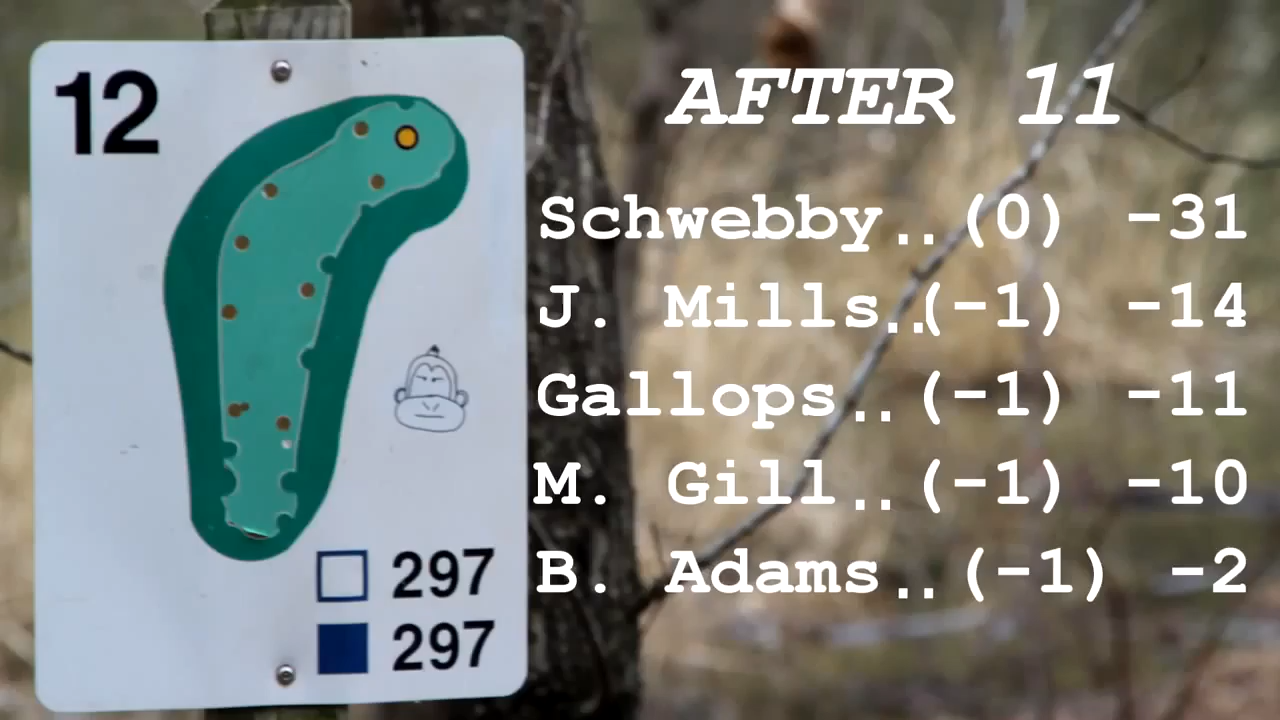 12
297
297
AFTER 11
Schwebby..(0) -31
J. Mills..(-1) -14
Gallops..(-1) -11
M. Gill..(-1) -10
B. Adams..(-1) -2